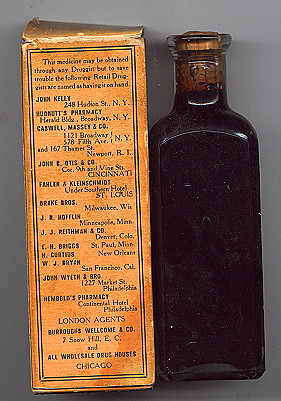 This medicine may be obtained
through any Druggist but to save
trouble the following Retail Drug-
gists are named as having it on hand.
JOHN KELLY
248 Hudson St., N. Y.
HUDNUTT'S PHARMACY
Herald Bldg., Broadway, N. Y.
CASWELL, MASSEY & CO.
1121 Broadway } N. Y.
578 Fifth Ave.
and 167 Thames St.
Newport, R. I.
JOHN C. OTIS & CO.
Cor. 9th and Vine Sts.
CINCINNATI
FAHLEN & KLEINSCHMIDT
Under Southern Hotel
ST. LOUIS
DRAKE BROS.
Milwaukee, Wis
J. R. HOFFLIN
Minneapolis, Minn.
J. J. REITHMAN & CO.
Denver, Colo.
E. H. BRIGGS St. Paul, Minn
H. CURTIUS New Orleans
W. J. BRYAN
San Francisco, Cal.
JOHN WYETH & BRO.
1227 Market St.
Philadelphia
HEMBOLD'S PHARMACY
Continental Hotel
Philadelphia
LONDON AGENTS
BURROUGHS WELLCOME & CO.
7 Snow Hill, E. C.
and
ALL WHOLESALE DRUG HOUSES
CHICAGO